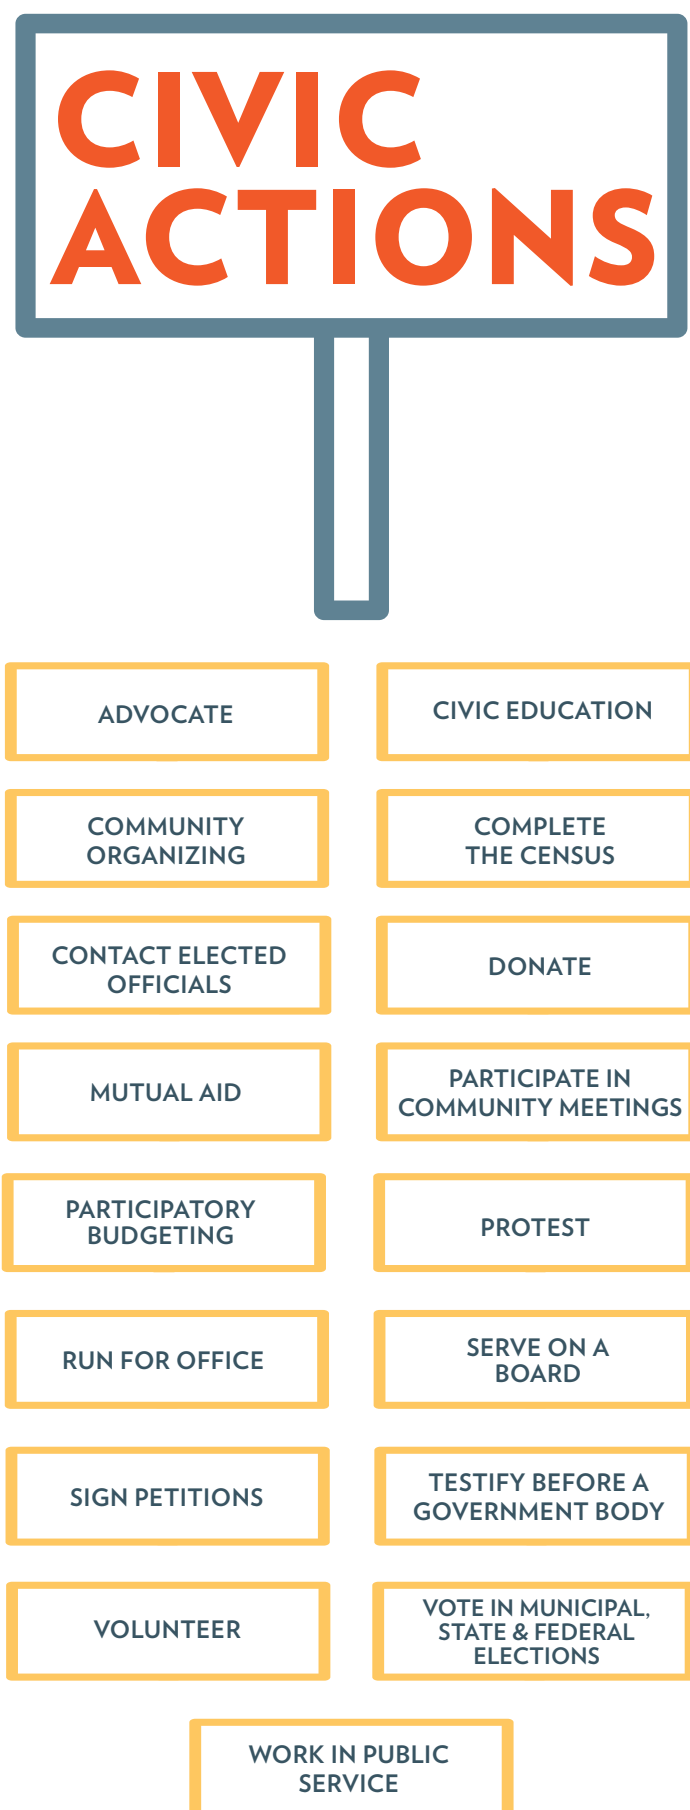 CIVIC
ACTIONS
ADVOCATE
CIVIC EDUCATION
COMMUNITY
ORGANIZING
COMPLETE
THE CENSUS
CONTACT ELECTED
OFFICIALS
DONATE
MUTUAL AID
PARTICIPATE IN
COMMUNITY MEETINGS
PARTICIPATORY
BUDGETING
PROTEST
RUN FOR OFFICE
SERVE ON A
BOARD
SIGN PETITIONS
TESTIFY BEFORE A
GOVERNMENT BODY
VOLUNTEER
VOTE IN MUNICIPAL,
STATE & FEDERAL
ELECTIONS
WORK IN PUBLIC
SERVICE